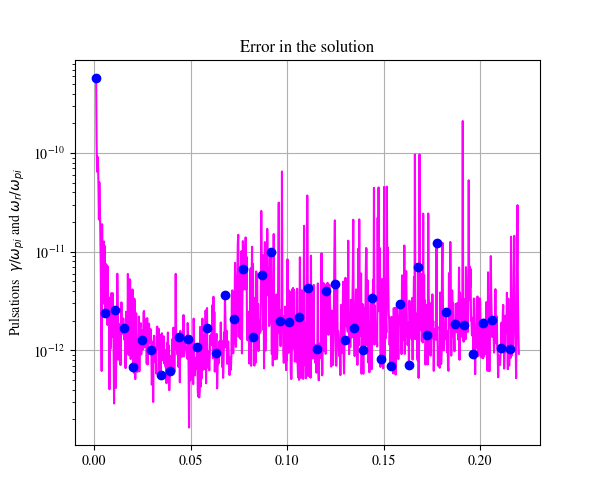 Error in the solution
Pulsations γ/ω_pi and ω_r/ω_pi
10⁻¹⁰
10⁻¹¹
10⁻¹²
0.00 0.05 0.10 0.15 0.20